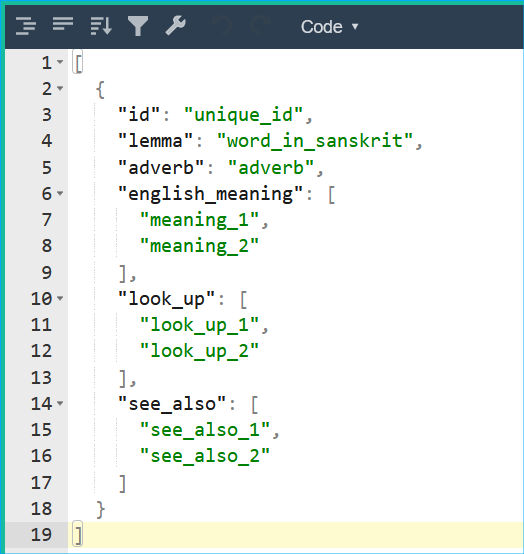 Code ▾
1 [
2 {
3 "id": "unique_id",
4 "lemma": "word_in_sanskrit",
5 "adverb": "adverb",
6 "english_meaning": [
7 "meaning_1",
8 "meaning_2"
9 ],
10 "look_up": [
11 "look_up_1",
12 "look_up_2"
13 ],
14 "see_also": [
15 "see_also_1",
16 "see_also_2"
17 ]
18 }
19 ]